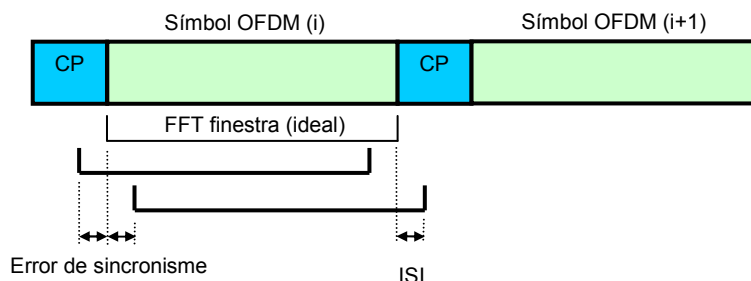 Símbol OFDM (i)
Símbol OFDM (i+1)
CP
CP
FFT finestra (ideal)
Error de sincronisme
ISI